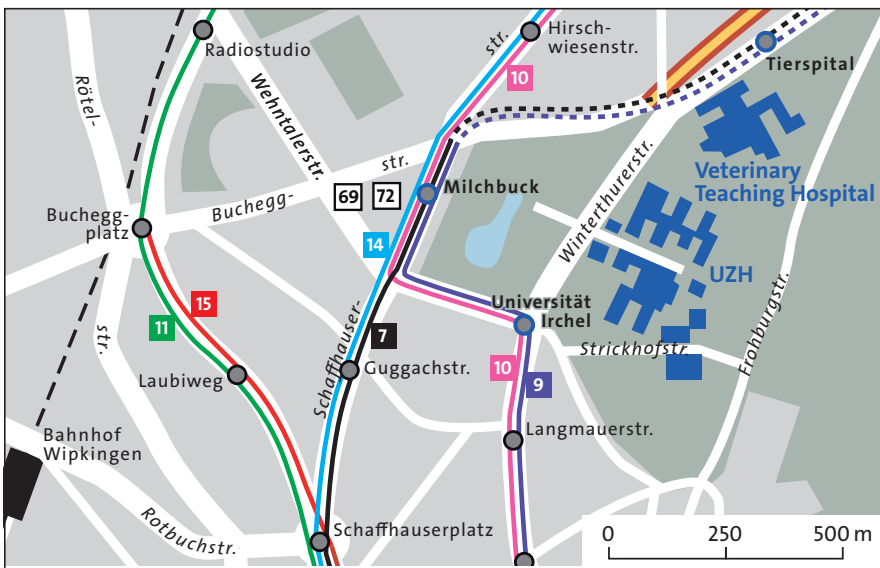 Radiostudio
Hirsch-
wiesenstr.
str.
10
Tierspital
Rötel-
Wehntalerstr.
str.
69
72
Milchbuck
Winterthurerstr.
Veterinary
Teaching Hospital
Buchegg-
platz
Buchegg-
14
UZH
15
11
Schaffhauser-
7
Universität
Irchel
Strickhofstr.
Frohburgstr.
str.
Laubiweg
Guggachstr.
10
9
Bahnhof
Wipkingen
Langmauerstr.
Rotbuchstr.
Schaffhauserplatz
0
250
500 m